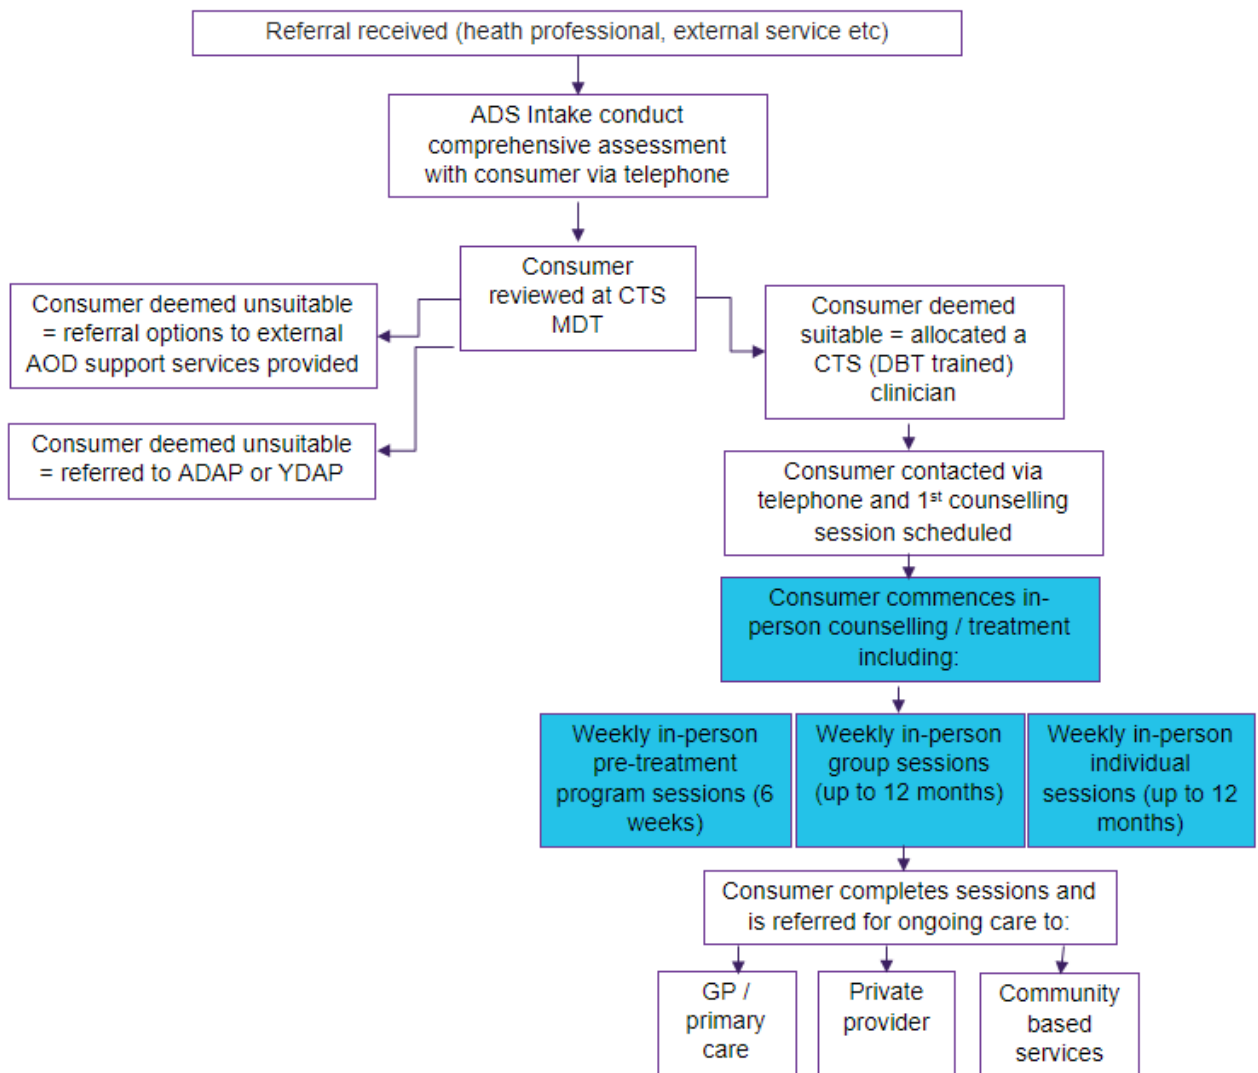 Referral received (heath professional, external service etc)
ADS Intake conduct
comprehensive assessment
with consumer via telephone
Consumer
reviewed at CTS
MDT
Consumer deemed unsuitable
= referral options to external
AOD support services provided
Consumer deemed unsuitable
= referred to ADAP or YDAP
Consumer deemed
suitable = allocated a
CTS (DBT trained)
clinician
Consumer contacted via
telephone and 1st counselling
session scheduled
Consumer commences in-
person counselling / treatment
including:
Weekly in-person
pre-treatment
program sessions (6
weeks)
Weekly in-person
group sessions
(up to 12 months)
Weekly in-person
individual
sessions (up to 12
months)
Consumer completes sessions and
is referred for ongoing care to:
GP /
primary
care
Private
provider
Community
based
services